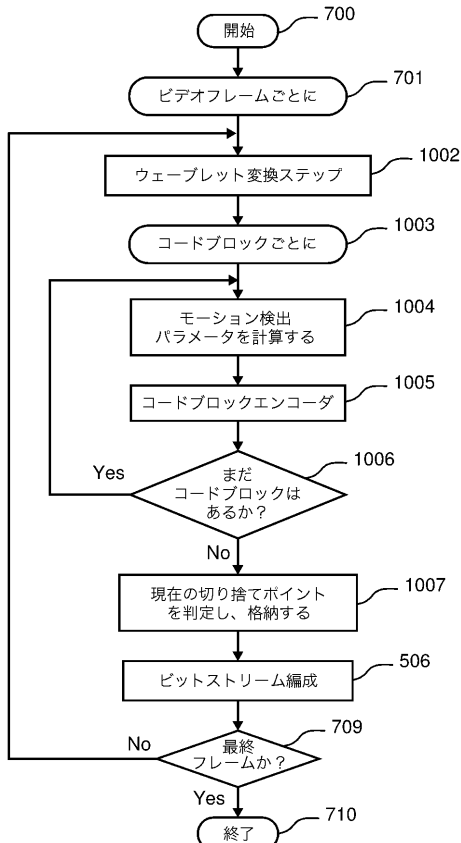 開始
700
ビデオフレームごとに
701
ウェーブレット変換ステップ
1002
コードブロックごとに
1003
モーション検出
パラメータを計算する
1004
コードブロックエンコーダ
1005
まだ
コードブロックは
あるか？
1006
Yes
No
現在の切り捨てポイント
を判定し、格納する
1007
ビットストリーム編成
506
最終
フレームか？
709
No
Yes
終了
710